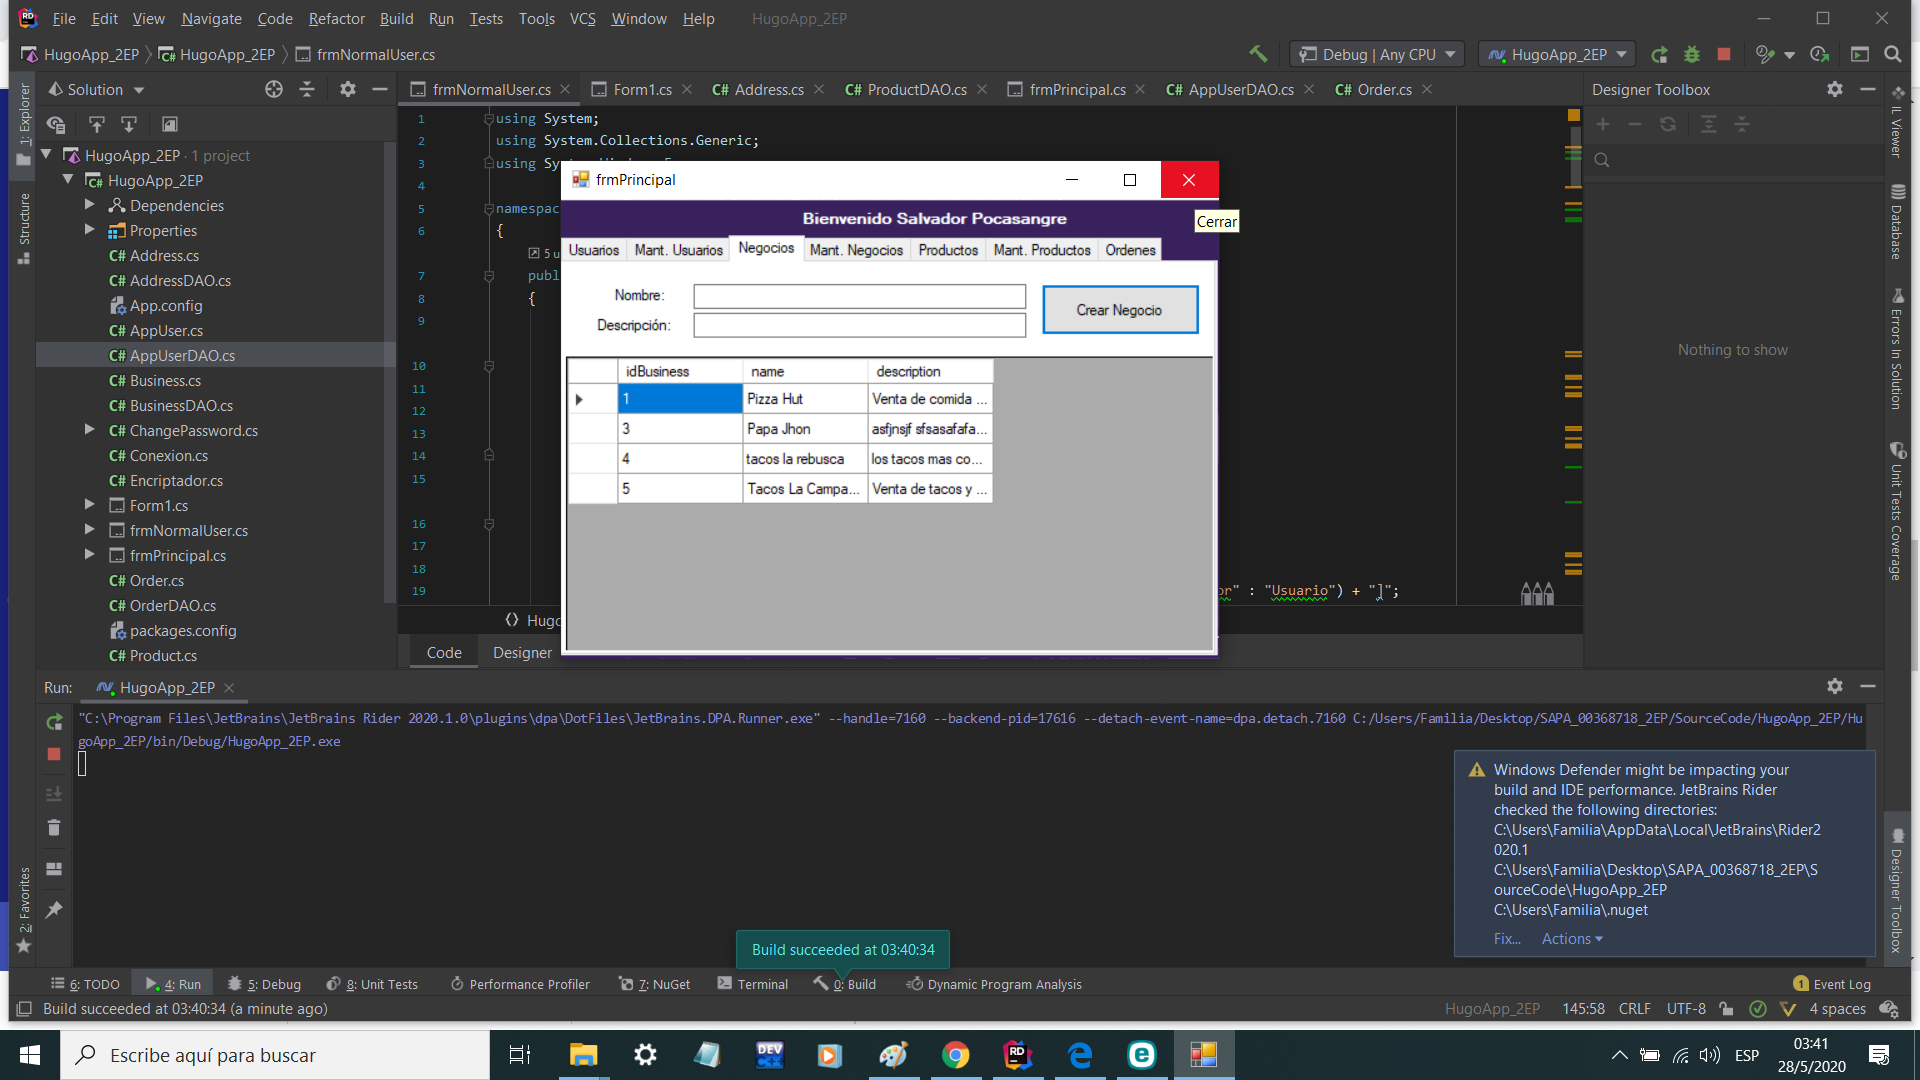 File Edit View Navigate Code Refactor Build Run Tests Tools VCS Window Help HugoApp_2EP
HugoApp_2EP HugoApp_2EP frmNormalUser.cs
Debug | Any CPU HugoApp_2EP
Solution
frmNormalUser.cs Form1.cs C# Address.cs C# ProductDAO.cs frmPrincipal.cs C# AppUserDAO.cs C# Order.cs
Designer Toolbox
1: Explorer
Structure
2: Favorites
HugoApp_2EP · 1 project
C# HugoApp_2EP
Dependencies
Properties
C# Address.cs
C# AddressDAO.cs
App.config
C# AppUser.cs
C# AppUserDAO.cs
C# Business.cs
C# BusinessDAO.cs
C# ChangePassword.cs
C# Conexion.cs
C# Encriptador.cs
Form1.cs
frmNormalUser.cs
frmPrincipal.cs
C# Order.cs
C# OrderDAO.cs
packages.config
C# Product.cs
1 using System;
2 using System.Collections.Generic;
3
4
5 namespac
6 {
5 u
7 publ
8 {
9
10
11
12
13
14
15
16
17
18
19 or" : "Usuario") + "]";
Hugo
Code Designer
frmPrincipal
Cerrar
Bienvenido Salvador Pocasangre
Usuarios Mant. Usuarios Negocios Mant. Negocios Productos Mant. Productos Ordenes
Nombre:
Descripción:
Crear Negocio
idBusiness name description
1 Pizza Hut Venta de comida ...
3 Papa Jhon asfjnsjf sfsasafafa...
4 tacos la rebusca los tacos mas co...
5 Tacos La Campa... Venta de tacos y ...
Nothing to show
IL Viewer
Database
Errors In Solution
Unit Tests Coverage
Designer Toolbox
Run: HugoApp_2EP
"C:\Program Files\JetBrains\JetBrains Rider 2020.1.0\plugins\dpa\DotFiles\JetBrains.DPA.Runner.exe" --handle=7160 --backend-pid=17616 --detach-event-name=dpa.detach.7160 C:/Users/Familia/Desktop/SAPA_00368718_2EP/SourceCode/HugoApp_2EP/Hu
goApp_2EP/bin/Debug/HugoApp_2EP.exe
Windows Defender might be impacting your
build and IDE performance. JetBrains Rider
checked the following directories:
C:\Users\Familia\AppData\Local\JetBrains\Rider2
020.1
C:\Users\Familia\Desktop\SAPA_00368718_2EP\S
ourceCode\HugoApp_2EP
C:\Users\Familia\.nuget
Fix... Actions
Build succeeded at 03:40:34
6: TODO 4: Run 5: Debug 8: Unit Tests Performance Profiler 7: NuGet Terminal 0: Build Dynamic Program Analysis 1 Event Log
Build succeeded at 03:40:34 (a minute ago) HugoApp_2EP 145:58 CRLF UTF-8 4 spaces
Escribe aquí para buscar
DEV
RD
ESP
03:41
28/5/2020